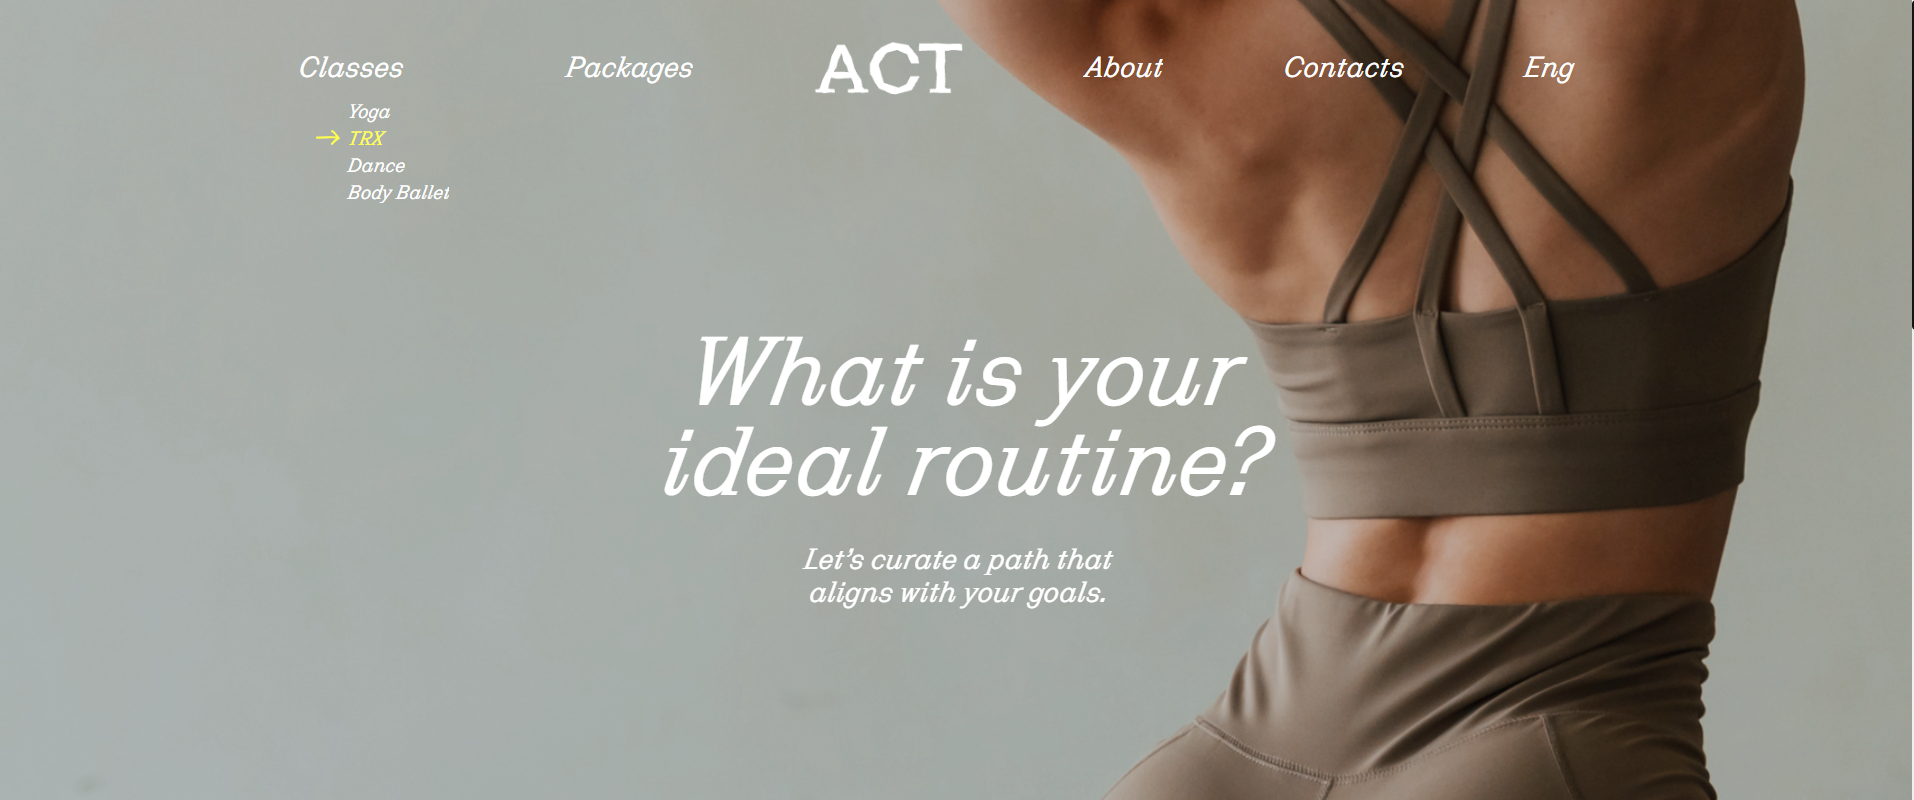 Classes Packages ACT About Contacts Eng
Yoga
→ TRX
Dance
Body Ballet
What is your
ideal routine?
Let’s curate a path that
aligns with your goals.